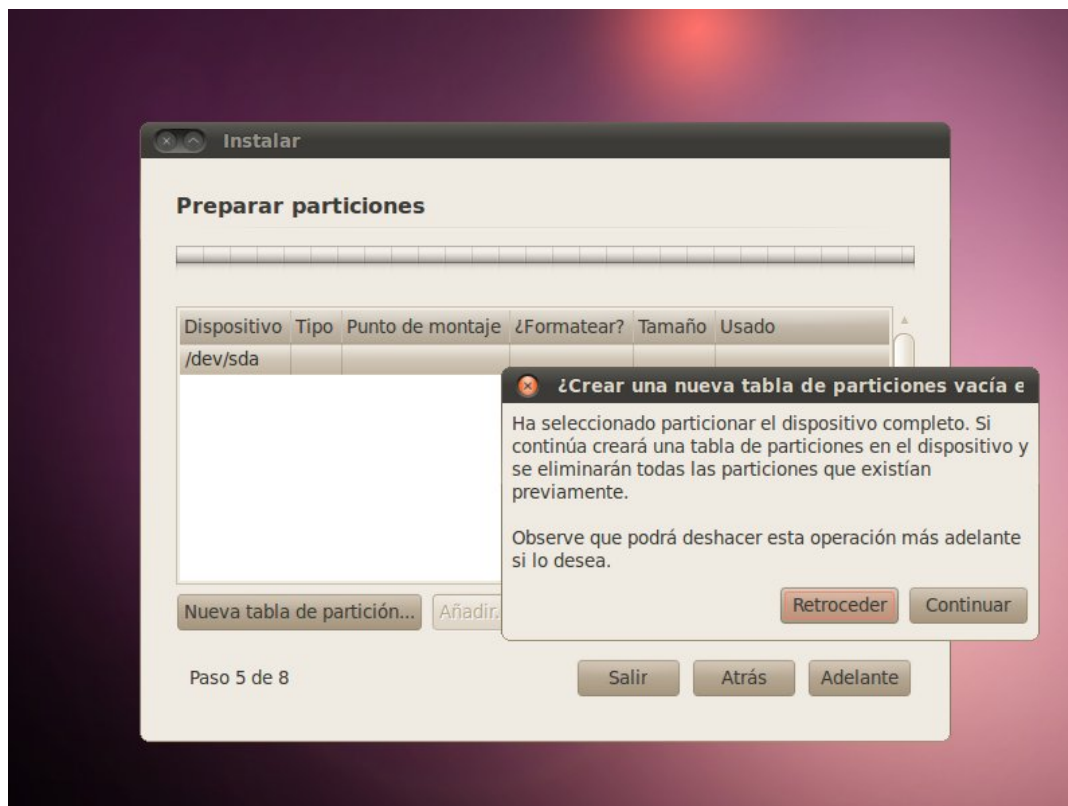 Instalar
Preparar particiones
Dispositivo Tipo Punto de montaje ¿Formatear? Tamaño Usado
/dev/sda
¿Crear una nueva tabla de particiones vacía e
Ha seleccionado particionar el dispositivo completo. Si
continúa creará una tabla de particiones en el dispositivo y
se eliminarán todas las particiones que existían
previamente.
Observe que podrá deshacer esta operación más adelante
si lo desea.
Retroceder Continuar
Nueva tabla de partición... Añadir.
Paso 5 de 8 Salir Atrás Adelante